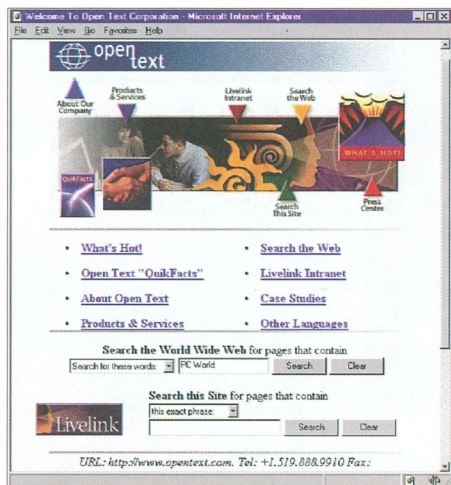 Welcome To Open Text Corporation - Microsoft Internet Explorer
File Edit View Go Favorites Help
open
text
About Our
Company
Products
& Services
Livelink
Intranet
Search
the Web
WHAT'S HOT!
QuikFacts
Search
This Site
Press
Center
• What's Hot!
• Search the Web
• Open Text "QuikFacts"
• Livelink Intranet
• About Open Text
• Case Studies
• Products & Services
• Other Languages
Search the World Wide Web for pages that contain
Search for these words: PC World Search Clear
Search this Site for pages that contain
this exact phrase:
Livelink
Search Clear
URL: http://www.opentext.com. Tel: +1.519.888.9910 Fax: